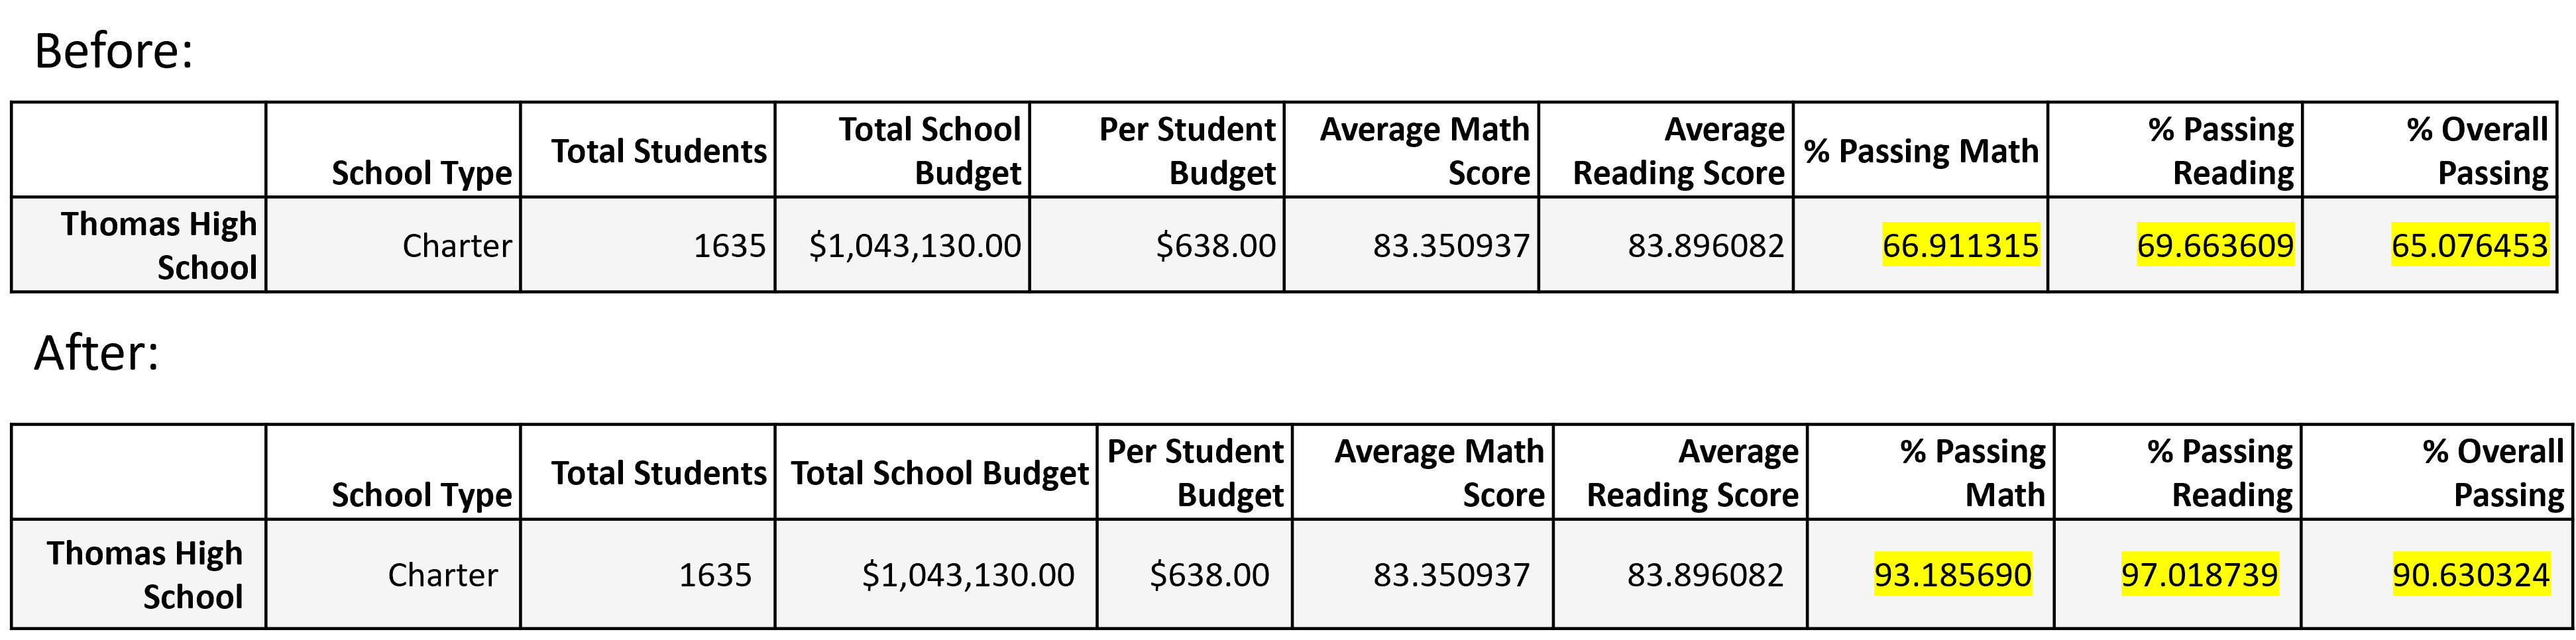 Before:
School Type
Total Students
Total School
Budget
Per Student
Budget
Average Math
Score
Average
Reading Score
% Passing Math
% Passing
Reading
% Overall
Passing
Thomas High
School
Charter
1635
$1,043,130.00
$638.00
83.350937
83.896082
66.911315
69.663609
65.076453
After:
School Type
Total Students
Total School Budget
Per Student
Budget
Average Math
Score
Average
Reading Score
% Passing
Math
% Passing
Reading
% Overall
Passing
Thomas High
School
Charter
1635
$1,043,130.00
$638.00
83.350937
83.896082
93.185690
97.018739
90.630324